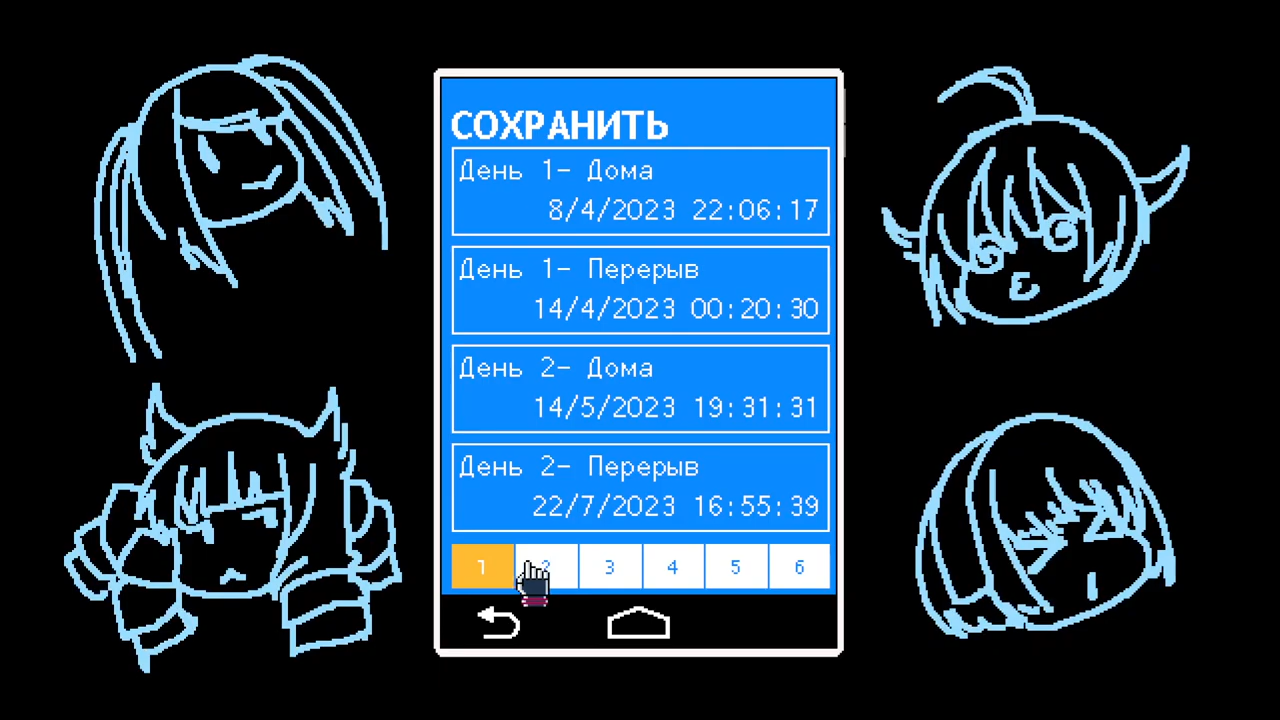 СОХРАНИТЬ
День 1- Дома
8/4/2023 22:06:17
День 1- Перерыв
14/4/2023 00:20:30
День 2- Дома
14/5/2023 19:31:31
День 2- Перерыв
22/7/2023 16:55:39
1 2 3 4 5 6